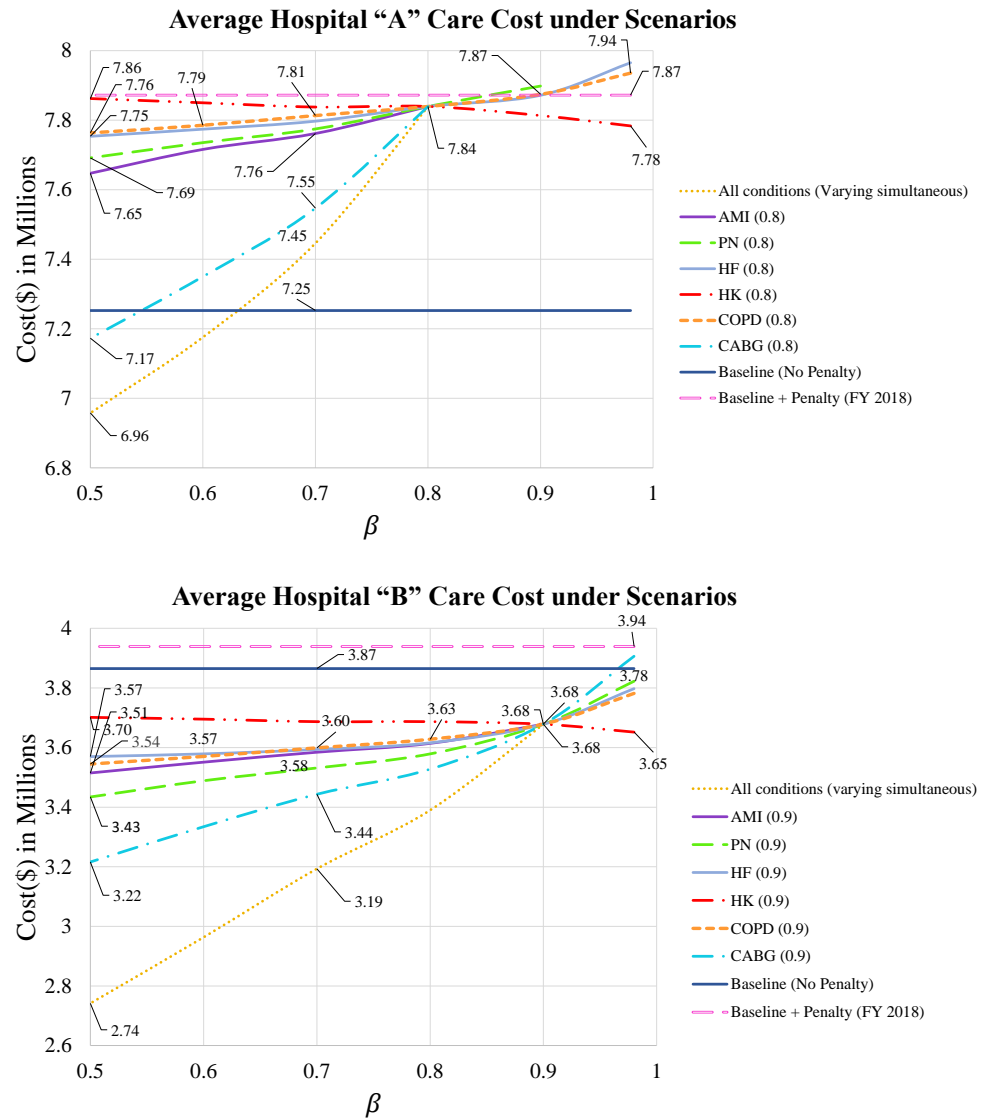 Average Hospital “A” Care Cost under Scenarios
8
7.8
7.6
7.4
7.2
7
6.8
Cost($) in Millions
7.86
7.76
7.79
7.81
7.87
7.94
7.87
7.75
7.84
7.78
7.76
7.69
7.65
7.55
7.45
7.25
7.17
6.96
0.5 0.6 0.7 0.8 0.9 1
β
All conditions (Varying simultaneous)
AMI (0.8)
PN (0.8)
HF (0.8)
HK (0.8)
COPD (0.8)
CABG (0.8)
Baseline (No Penalty)
Baseline + Penalty (FY 2018)
Average Hospital “B” Care Cost under Scenarios
4
3.8
3.6
3.4
3.2
3
2.8
2.6
Cost($) in Millions
3.94
3.87
3.57
3.51
3.70
3.54
3.57
3.60
3.63
3.68
3.68
3.78
3.68
3.65
3.58
3.43
3.44
3.22
3.19
2.74
0.5 0.6 0.7 0.8 0.9 1
β
All conditions (varying simultaneous)
AMI (0.9)
PN (0.9)
HF (0.9)
HK (0.9)
COPD (0.9)
CABG (0.9)
Baseline (No Penalty)
Baseline + Penalty (FY 2018)